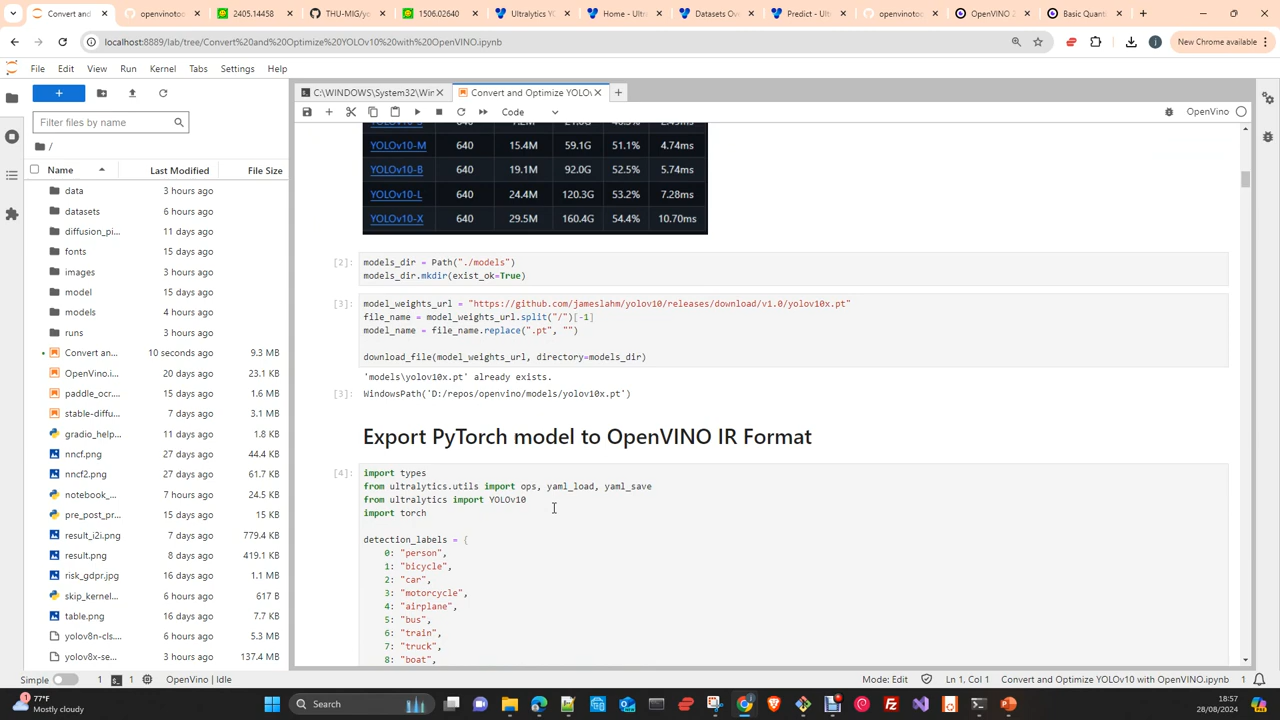 Convert and
openvinotoo
2405.14458
THU-MIG/yo
1506.02640
Ultralytics YO
Home - Ultra
Datasets Ov
Predict - Ult
openvinotoc
OpenVINO 2
Basic Quant
localhost:8889/lab/tree/Convert%20and%20Optimize%20YOLOv10%20with%20OpenVINO.ipynb
New Chrome available
File Edit View Run Kernel Tabs Settings Help
C:\WINDOWS\System32\Wir
Convert and Optimize YOLO
Code
OpenVino
Filter files by name
/
Name Last Modified File Size
data 3 hours ago
datasets 6 hours ago
diffusion_pi... 11 days ago
fonts 15 days ago
images 3 hours ago
model 15 days ago
models 4 hours ago
runs 3 hours ago
Convert an... 10 seconds ago 9.3 MB
OpenVino.i... 20 days ago 23.1 KB
paddle_ocr.... 15 days ago 1.6 MB
stable-diffu... 7 days ago 3.1 MB
gradio_help... 11 days ago 1.8 KB
nncf.png 27 days ago 44.4 KB
nncf2.png 27 days ago 61.7 KB
notebook_... 7 days ago 24.5 KB
pre_post_pr... 15 days ago 15 KB
result_i2i.png 7 days ago 779.4 KB
result.png 8 days ago 419.1 KB
risk_gdpr.jpg 16 days ago 1.1 MB
skip_kernel... 6 hours ago 617 B
table.png 16 days ago 7.7 KB
yolov8n-cls.... 6 hours ago 5.3 MB
yolov8x-se... 3 hours ago 137.4 MB
YOLOv10-M 640 15.4M 59.1G 51.1% 4.74ms
YOLOv10-B 640 19.1M 92.0G 52.5% 5.74ms
YOLOv10-L 640 24.4M 120.3G 53.2% 7.28ms
YOLOv10-X 640 29.5M 160.4G 54.4% 10.70ms
[2]: models_dir = Path("./models")
models_dir.mkdir(exist_ok=True)
[3]: model_weights_url = "https://github.com/jameslahm/yolov10/releases/download/v1.0/yolov10x.pt"
file_name = model_weights_url.split("/")[-1]
model_name = file_name.replace(".pt", "")
download_file(model_weights_url, directory=models_dir)
'models\yolov10x.pt' already exists.
[3]: WindowsPath('D:/repos/openvino/models/yolov10x.pt')
Export PyTorch model to OpenVINO IR Format
[4]: import types
from ultralytics.utils import ops, yaml_load, yaml_save
from ultralytics import YOLOv10
import torch
detection_labels = {
0: "person",
1: "bicycle",
2: "car",
3: "motorcycle",
4: "airplane",
5: "bus",
6: "train",
7: "truck",
8: "boat",
Simple 1 1 OpenVino | Idle
Mode: Edit Ln 1, Col 1 Convert and Optimize YOLOv10 with OpenVINO.ipynb 1
77°F
Mostly cloudy
Search
18:57
28/08/2024